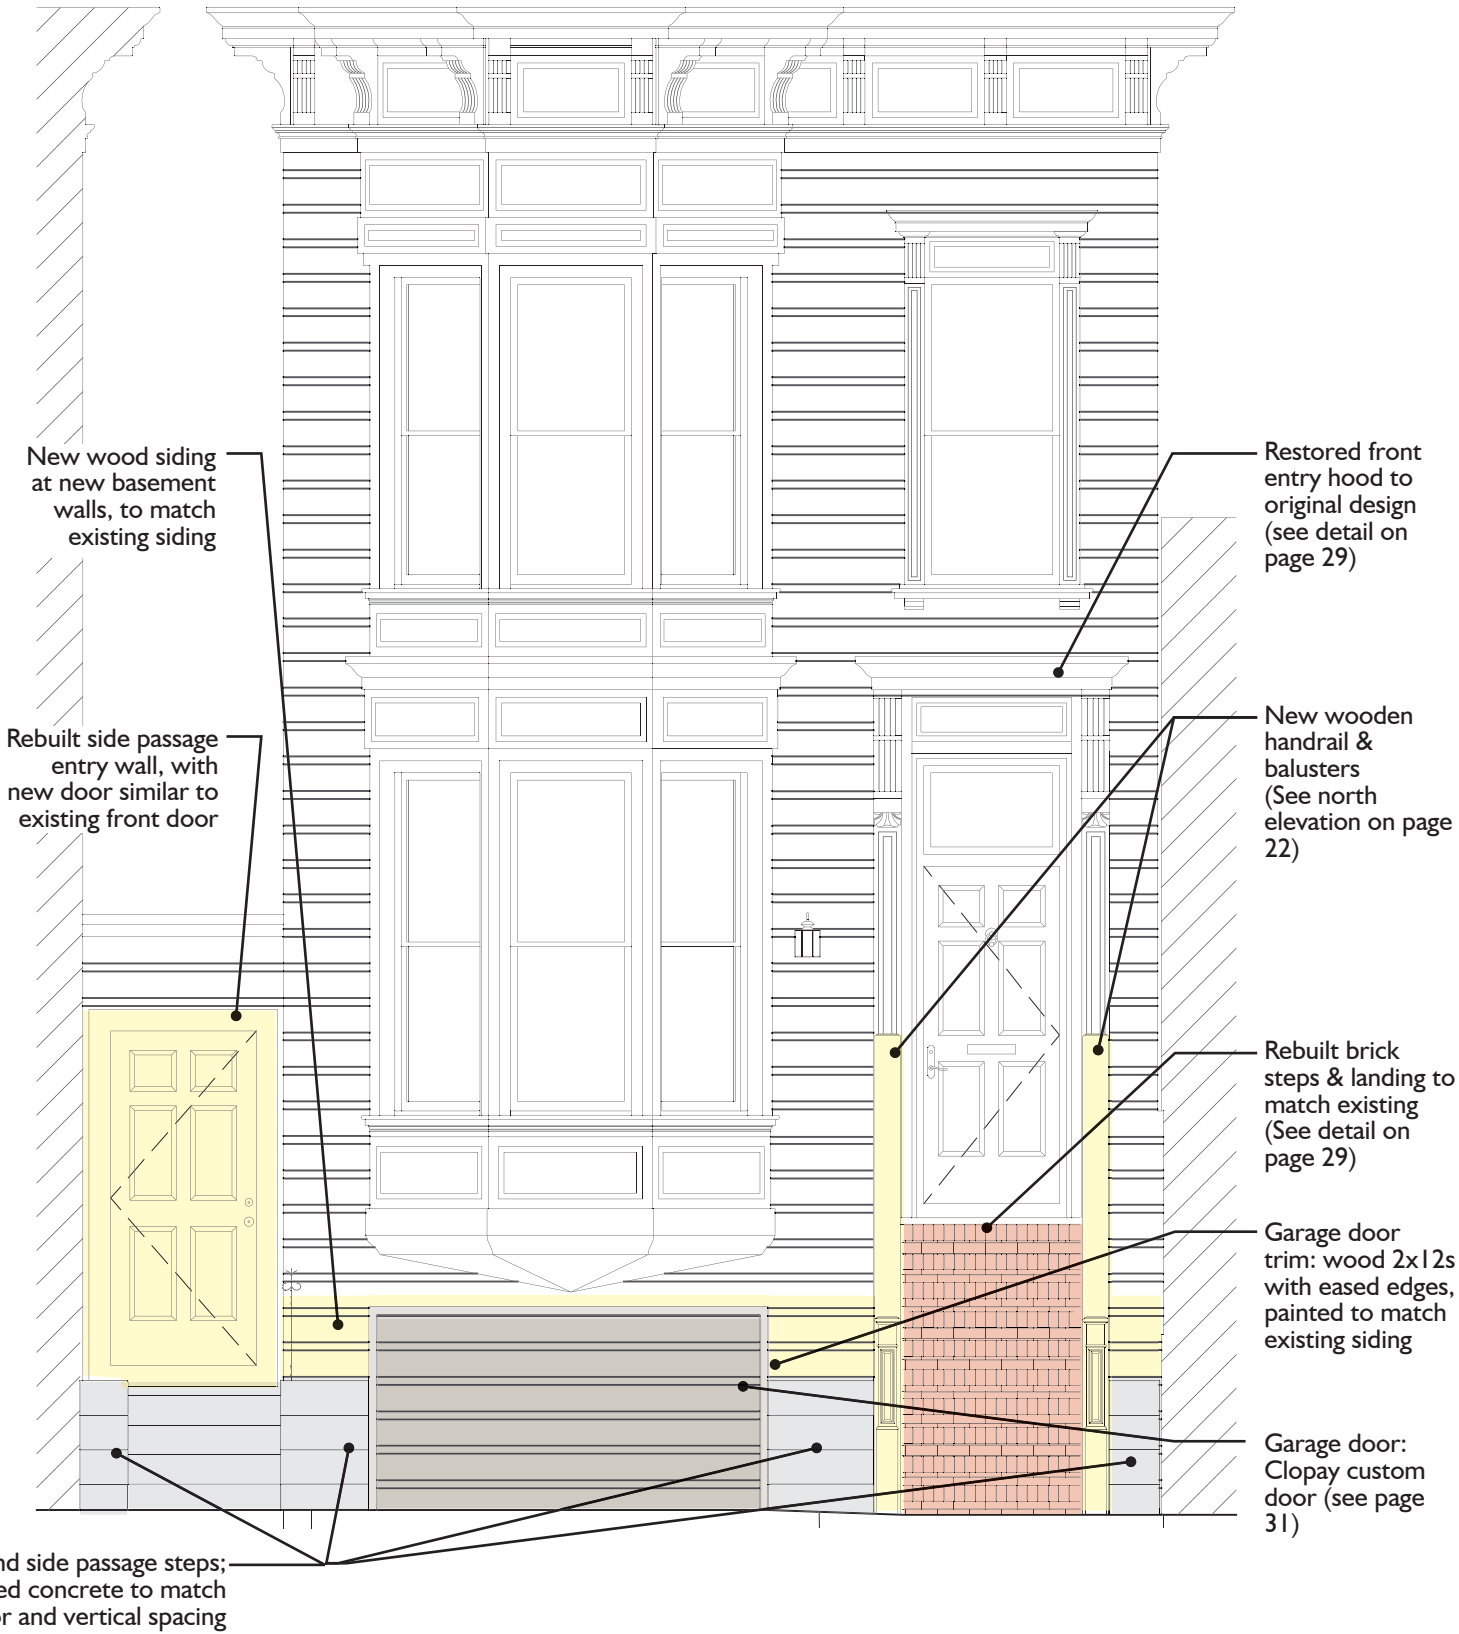 New wood siding
at new basement
walls, to match
existing siding
Rebuilt side passage
entry wall, with
new door similar to
existing front door
side passage steps;
concrete to match
and vertical spacing
Restored front
entry hood to
original design
(see detail on
page 29)
New wooden
handrail &
balusters
(See north
elevation on page
22)
Rebuilt brick
steps & landing to
match existing
(See detail on
page 29)
Garage door
trim: wood 2x12s
with eased edges,
painted to match
existing siding
Garage door:
Clopay custom
door (see page
31)